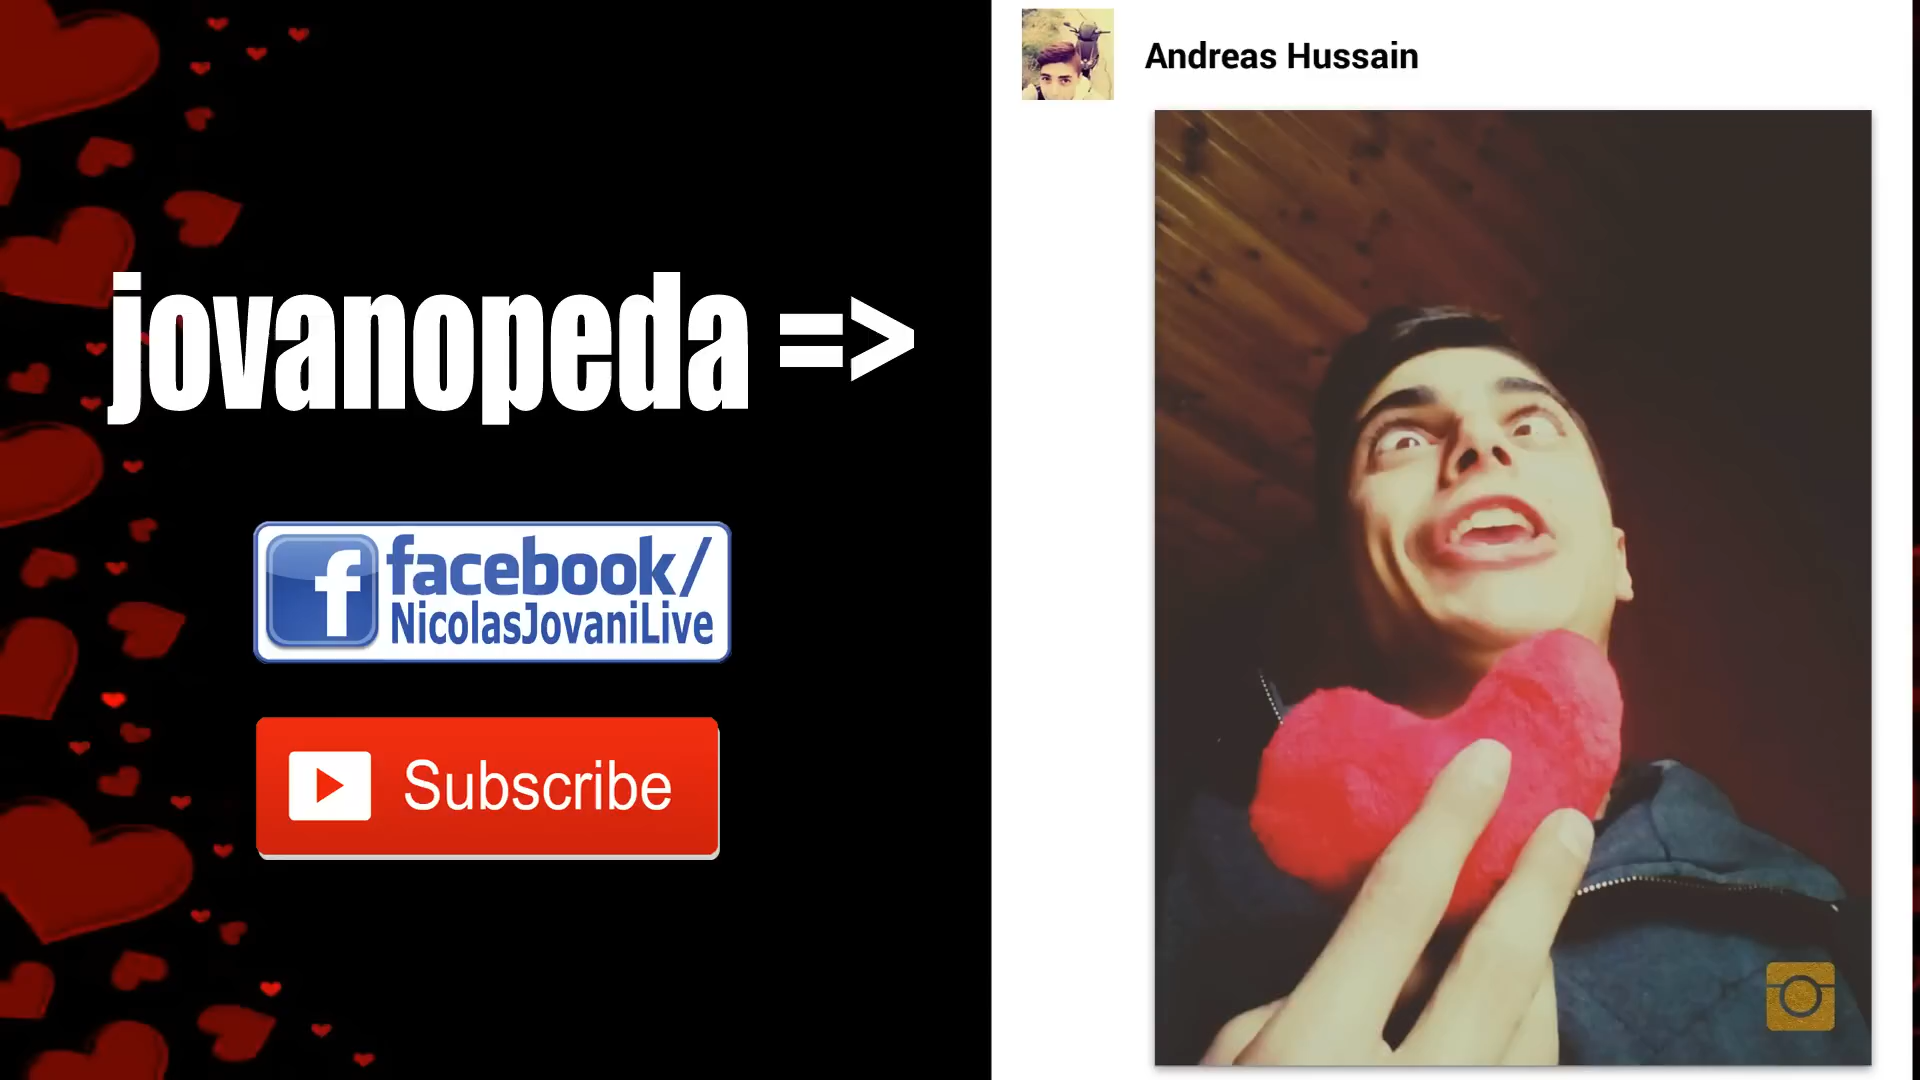 jovanopeda =>
facebook/
NicolasJovaniLive
Subscribe
Andreas Hussain